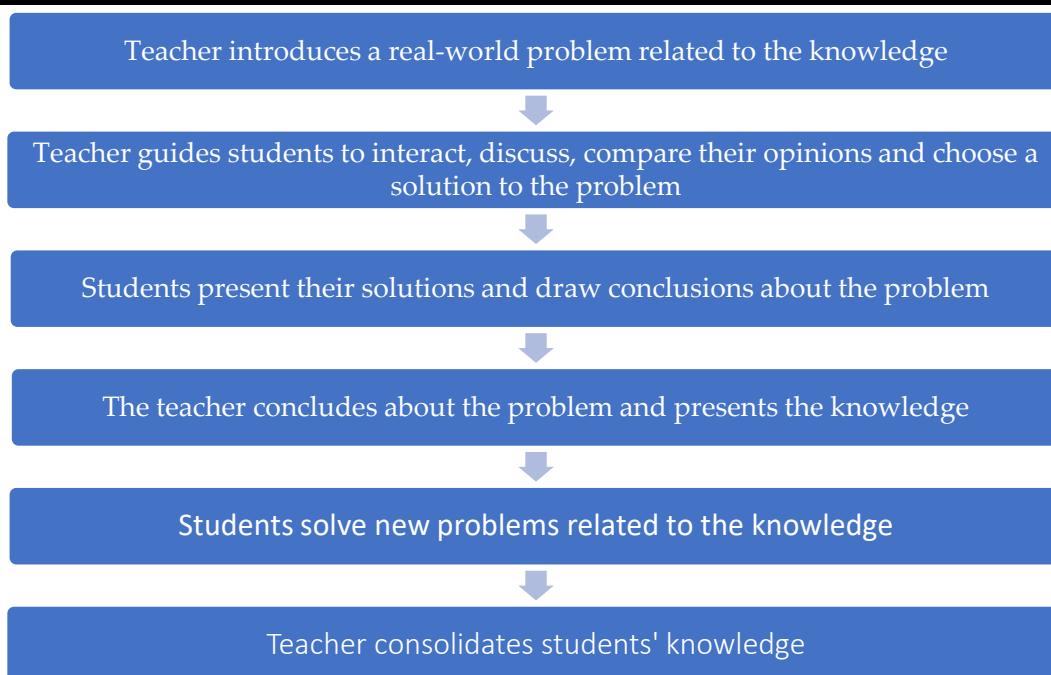 Teacher introduces a real-world problem related to the knowledge
Teacher guides students to interact, discuss, compare their opinions and choose a
solution to the problem
Students present their solutions and draw conclusions about the problem
The teacher concludes about the problem and presents the knowledge
Students solve new problems related to the knowledge
Teacher consolidates students' knowledge